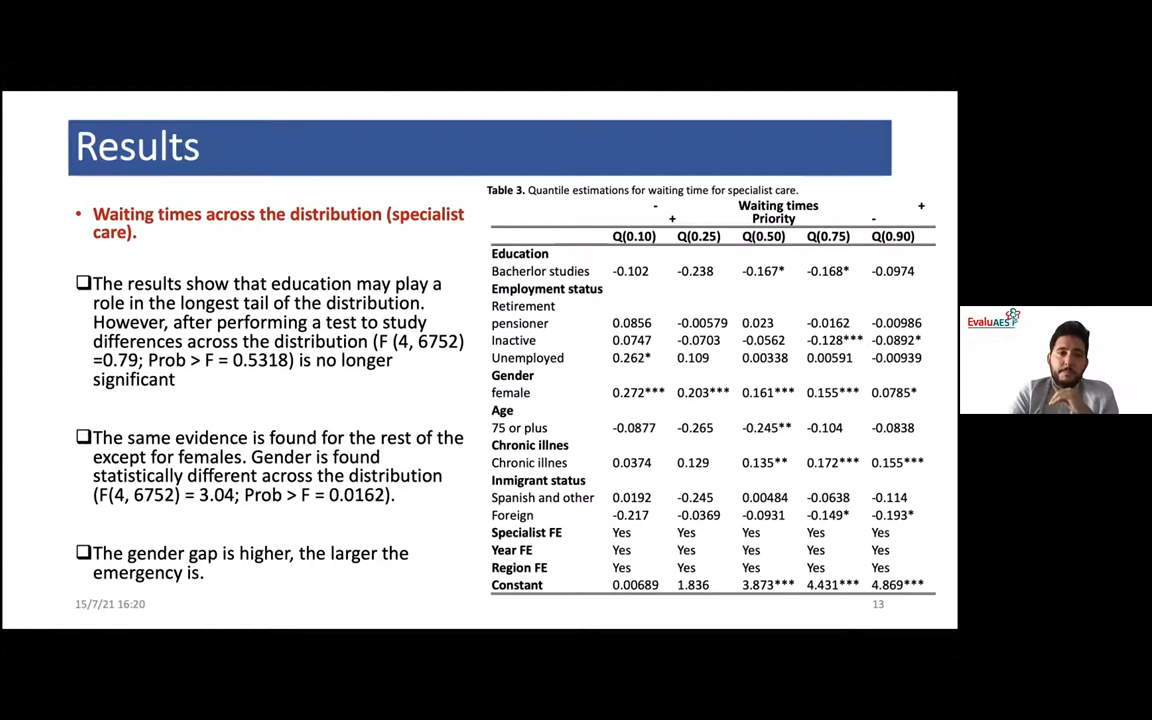 Results
• Waiting times across the distribution (specialist
care).
❑The results show that education may play a
role in the longest tail of the distribution.
However, after performing a test to study
differences across the distribution (F (4, 6752)
=0.79; Prob > F = 0.5318) is no longer
significant
❑The same evidence is found for the rest of the
except for females. Gender is found
statistically different across the distribution
(F(4, 6752) = 3.04; Prob > F = 0.0162).
❑The gender gap is higher, the larger the
emergency is.
15/7/21 16:20
Table 3. Quantile estimations for waiting time for specialist care.
- Waiting times +
+ Priority -
Q(0.10) Q(0.25) Q(0.50) Q(0.75) Q(0.90)
Education
Bacherlor studies -0.102 -0.238 -0.167* -0.168* -0.0974
Employment status
Retirement
pensioner 0.0856 -0.00579 0.023 -0.0162 -0.00986
Inactive 0.0747 -0.0703 -0.0562 -0.128*** -0.0892*
Unemployed 0.262* 0.109 0.00338 0.00591 -0.00939
Gender
female 0.272*** 0.203*** 0.161*** 0.155*** 0.0785*
Age
75 or plus -0.0877 -0.265 -0.245** -0.104 -0.0838
Chronic illnes
Chronic illnes 0.0374 0.129 0.135** 0.172*** 0.155***
Inmigrant status
Spanish and other 0.0192 -0.245 0.00484 -0.0638 -0.114
Foreign -0.217 -0.0369 -0.0931 -0.149* -0.193*
Specialist FE Yes Yes Yes Yes Yes
Year FE Yes Yes Yes Yes Yes
Region FE Yes Yes Yes Yes Yes
Constant 0.00689 1.836 3.873*** 4.431*** 4.869***
13
EvaluAES